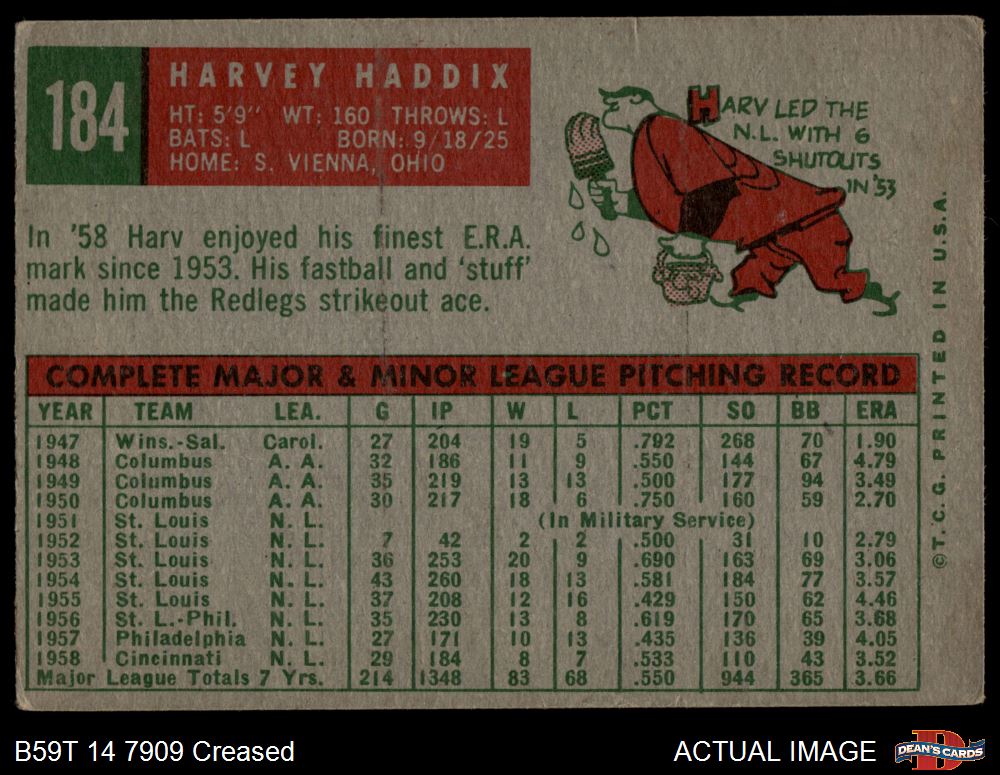 184
HARVEY HADDIX
HT: 5'9" WT: 160 THROWS: L
BATS: L BORN: 9/18/25
HOME: S. VIENNA, OHIO
HARV LED THE
N.L. WITH 6
SHUTOUTS
IN '53
In '58 Harv enjoyed his finest E.R.A.
mark since 1953. His fastball and 'stuff'
made him the Redlegs strikeout ace.
COMPLETE MAJOR & MINOR LEAGUE PITCHING RECORD
YEAR TEAM LEA. G IP W L PCT SO BB ERA
1947 Wins.-Sal. Carol. 27 204 19 5 .792 268 70 1.90
1948 Columbus A. A. 32 186 11 9 .550 144 67 4.79
1949 Columbus A. A. 35 219 13 13 .500 177 94 3.49
1950 Columbus A. A. 30 217 18 6 .750 160 59 2.70
1951 St. Louis N. L. (In Military Service)
1952 St. Louis N. L. 7 42 2 2 .500 31 10 2.79
1953 St. Louis N. L. 36 253 20 9 .690 163 69 3.06
1954 St. Louis N. L. 43 260 18 13 .581 184 77 3.57
1955 St. Louis N. L. 37 208 12 16 .429 150 62 4.46
1956 St. L.-Phil. N. L. 35 230 13 8 .619 170 65 3.68
1957 Philadelphia N. L. 27 171 10 13 .435 136 39 4.05
1958 Cincinnati N. L. 29 184 8 7 .533 110 43 3.52
Major League Totals 7 Yrs. 214 1348 83 68 .550 944 365 3.66
©T.C.G. PRINTED IN U.S.A.
B59T 14 7909 Creased
ACTUAL IMAGE
DEAN'S CARDS